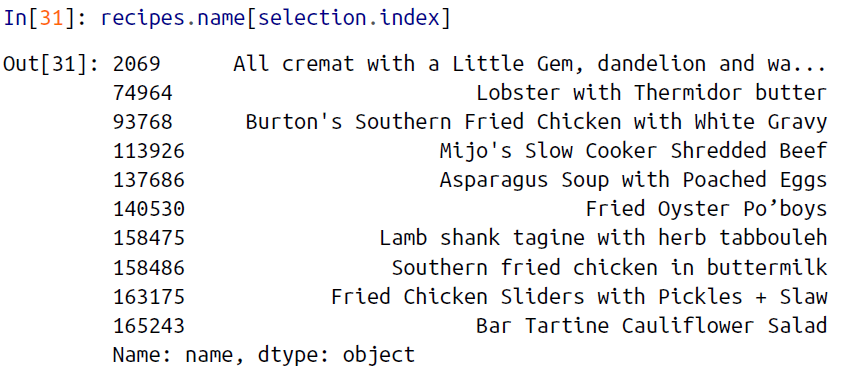 In[31]: recipes.name[selection.index]
Out[31]: 2069 All cremat with a Little Gem, dandelion and wa...
74964 Lobster with Thermidor butter
93768 Burton's Southern Fried Chicken with White Gravy
113926 Mijo's Slow Cooker Shredded Beef
137686 Asparagus Soup with Poached Eggs
140530 Fried Oyster Po’boys
158475 Lamb shank tagine with herb tabbouleh
158486 Southern fried chicken in buttermilk
163175 Fried Chicken Sliders with Pickles + Slaw
165243 Bar Tartine Cauliflower Salad
Name: name, dtype: object